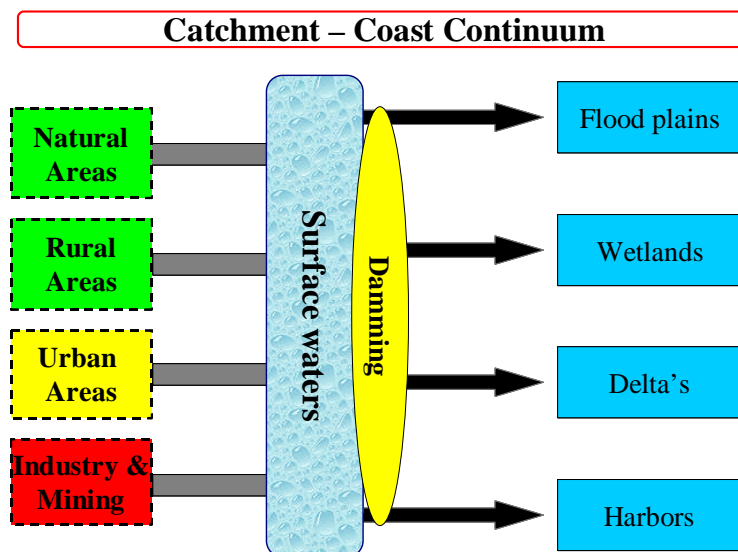 Catchment – Coast Continuum
Natural
Areas
Rural
Areas
Urban
Areas
Industry &
Mining
Surface waters
Damming
Flood plains
Wetlands
Delta’s
Harbors